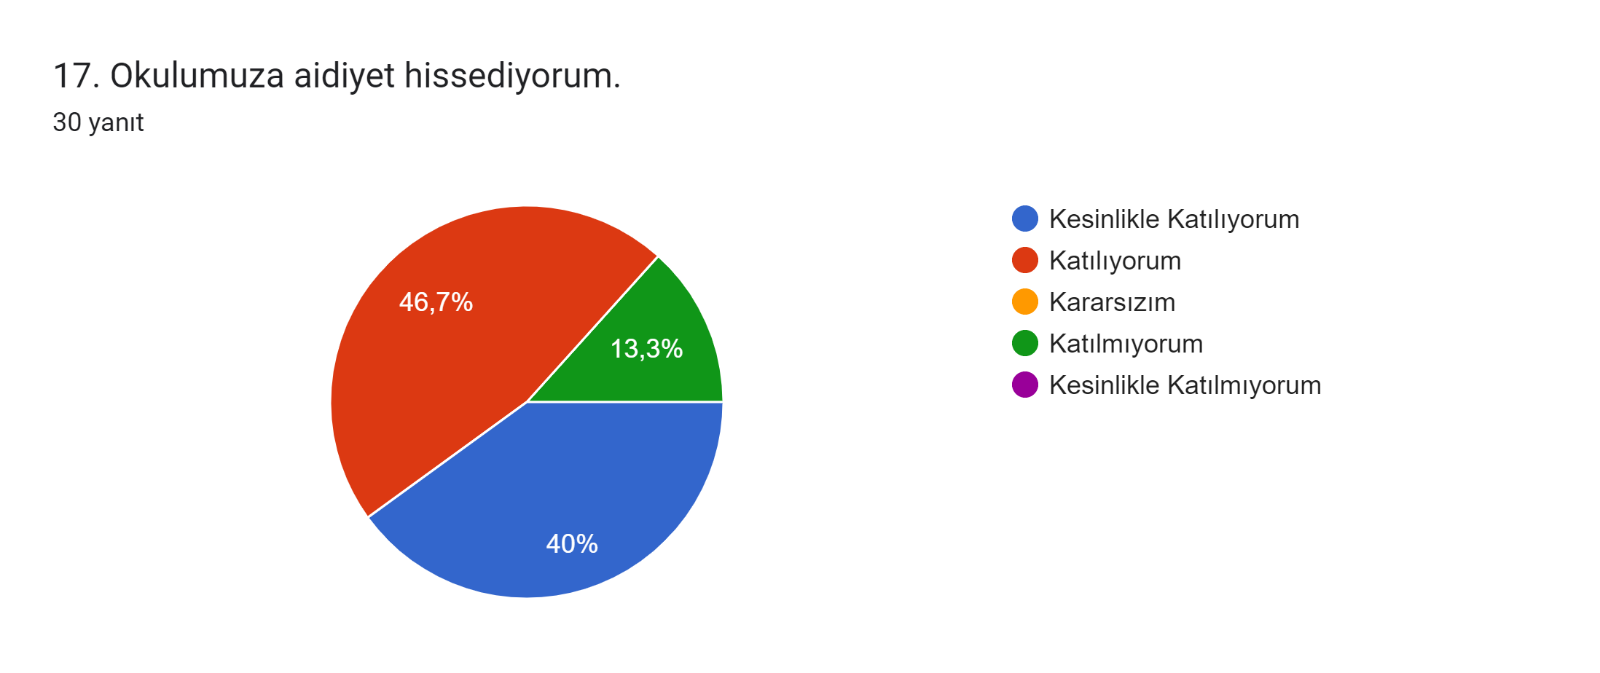 17. Okulumuza aidiyet hissediyorum.
30 yanıt
46,7%
13,3%
40%
Kesinlikle Katılıyorum
Katılıyorum
Kararsızım
Katılmıyorum
Kesinlikle Katılmıyorum